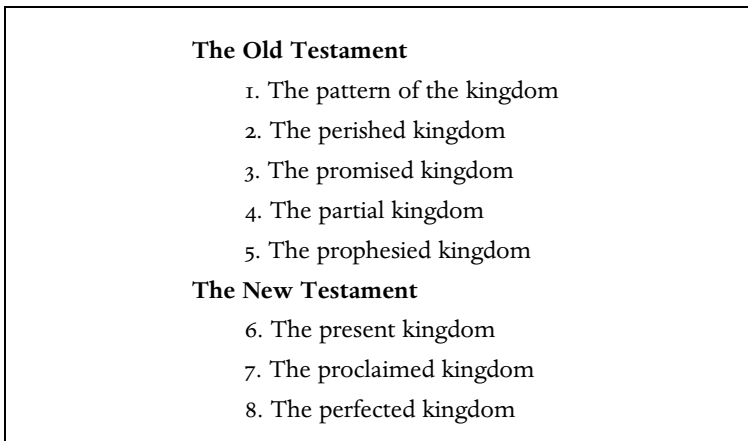 The Old Testament
1. The pattern of the kingdom
2. The perished kingdom
3. The promised kingdom
4. The partial kingdom
5. The prophesied kingdom
The New Testament
6. The present kingdom
7. The proclaimed kingdom
8. The perfected kingdom